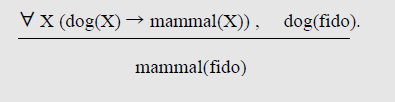 ∀ X (dog(X) → mammal(X)) , dog(fido).
mammal(fido)